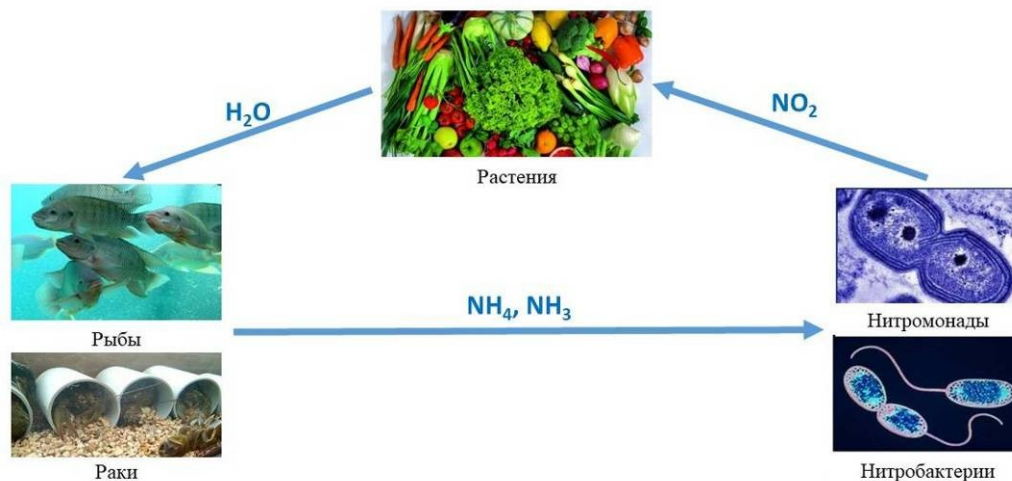 H₂O
NO₂
Растения
NH₄, NH₃
Рыбы
Нитромонады
Раки
Нитробактерии